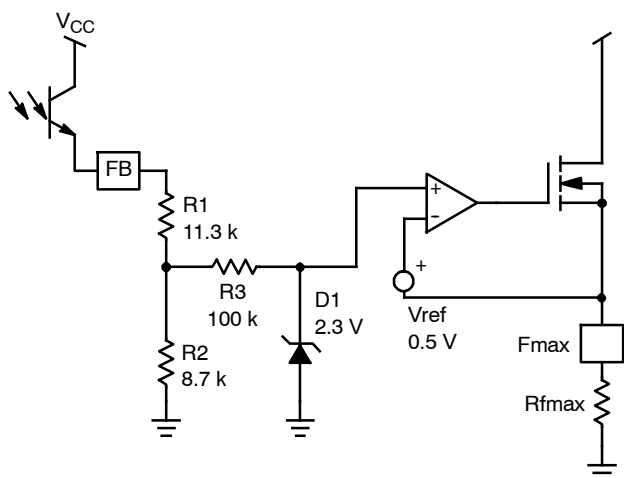 VCC
FB
R1
11.3 k
R3
100 k
D1
2.3 V
R2
8.7 k
+
–
+
Vref
0.5 V
Fmax
Rfmax